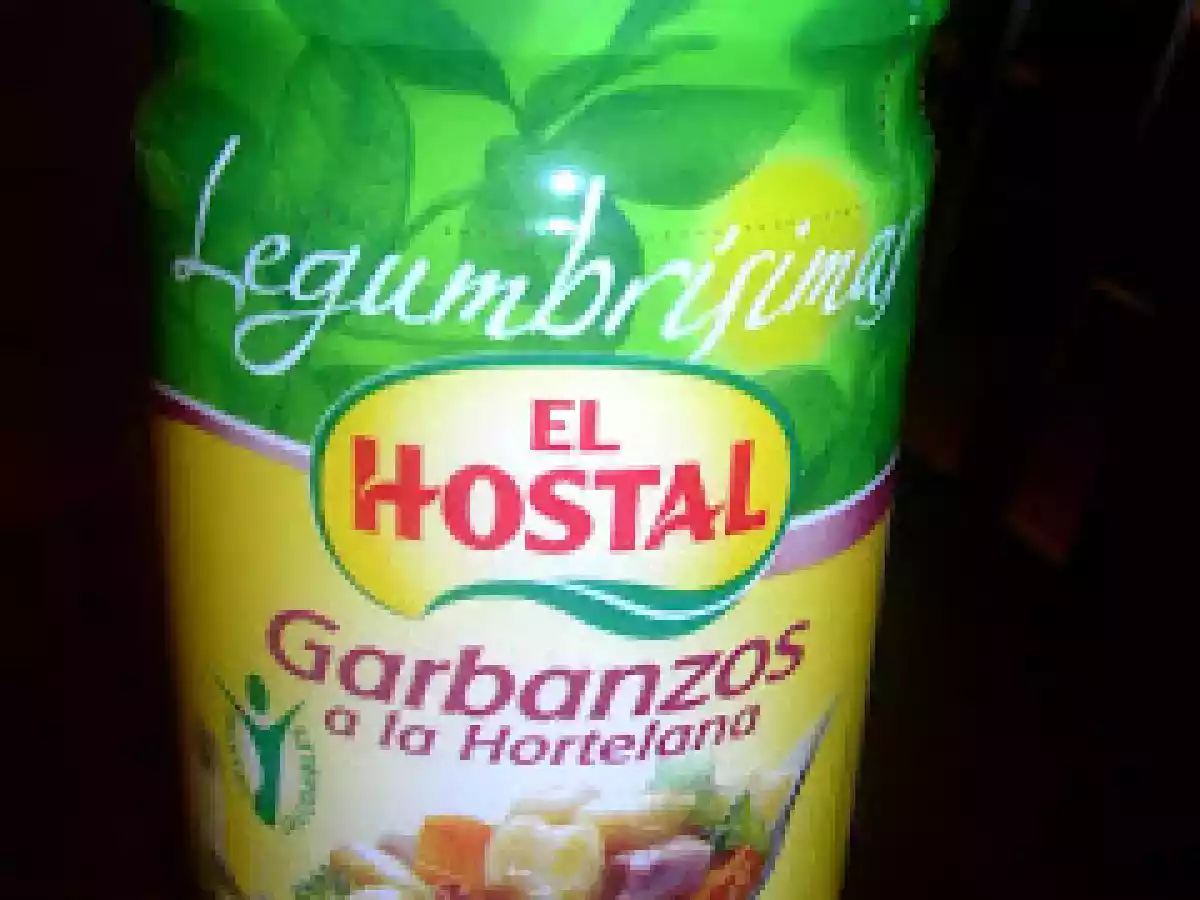 Legumbrísimas
EL
HOSTAL
Garbanzos
a la Hortelana